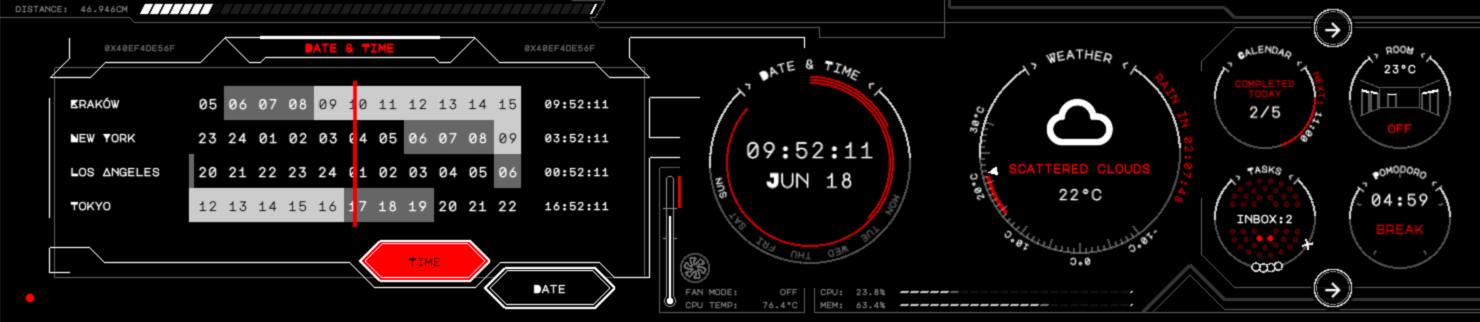 DISTANCE: 46.946CM
0X40EF4DE56F
DATE & TIME
0X40EF4DE56F
KRAKÓW 05 06 07 08 09 10 11 12 13 14 15 09:52:11
NEW YORK 23 24 01 02 03 04 05 06 07 08 09 03:52:11
LOS ANGELES 20 21 22 23 24 01 02 03 04 05 06 00:52:11
TOKYO 12 13 14 15 16 17 18 19 20 21 22 16:52:11
TIME
DATE
DATE & TIME
09:52:11
JUN 18
MON
TUE
WED
THU
FRI
SAT
SUN
FAN MODE: OFF
CPU TEMP: 76.4°C
CPU: 23.8%
MEM: 63.4%
WEATHER
RAIN IN 02:07:48
SCATTERED CLOUDS
22°C
30°C
20°C
10°C
0°C
-10°C
CALENDAR
COMPLETED
TODAY
2/5
NEXT: 11:00
ROOM
23°C
OFF
TASKS
INBOX:2
POMODORO
04:59
BREAK